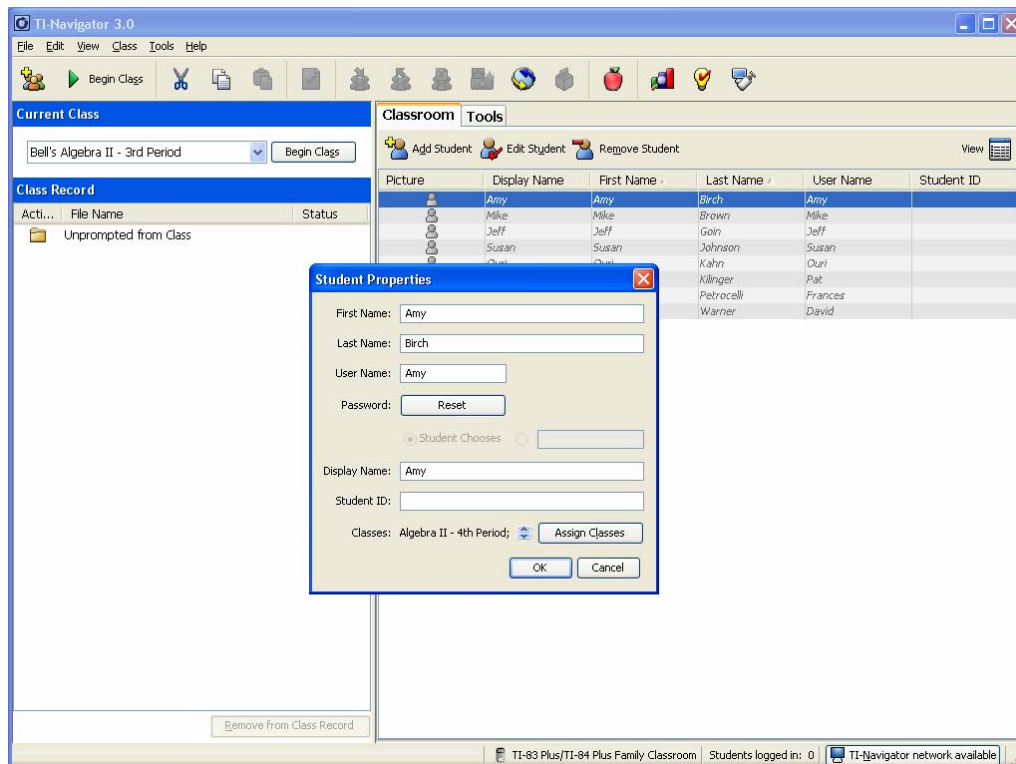 TI-Navigator 3.0
File Edit View Class Tools Help
Begin Class
Current Class
Bell's Algebra II - 3rd Period Begin Class
Class Record
Acti... File Name Status
Unprompted from Class
Remove from Class Record
Classroom Tools
Add Student Edit Student Remove Student View
Picture Display Name First Name Last Name User Name Student ID
Amy Amy Birch Amy
Mike Mike Brown Mike
Jeff Jeff Goin Jeff
Susan Susan Johnson Susan
Ouri Ouri Kahn Ouri
Kilinger Pat
Petrocelli Frances
Warner David
Student Properties
First Name: Amy
Last Name: Birch
User Name: Amy
Password: Reset
Student Chooses
Display Name: Amy
Student ID:
Classes: Algebra II - 4th Period; Assign Classes
OK Cancel
TI-83 Plus/TI-84 Plus Family Classroom Students logged in: 0 TI-Navigator network available